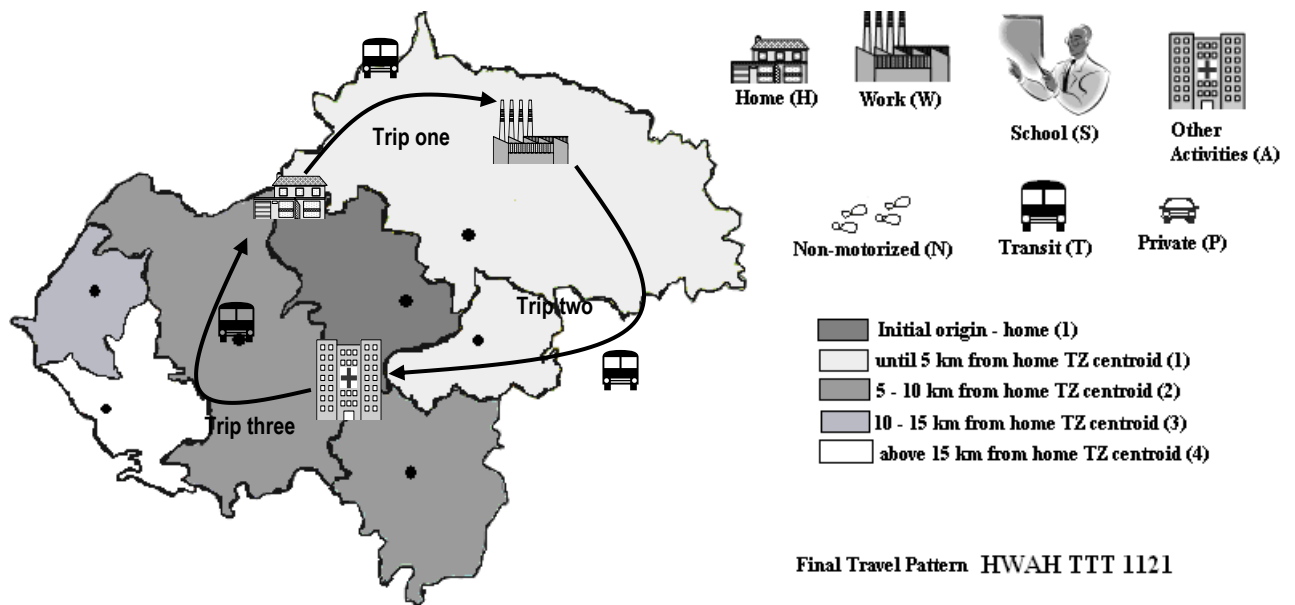 Trip one
Trip two
Trip three
Home (H)
Work (W)
School (S)
Other
Activities (A)
Non-motorized (N)
Transit (T)
Private (P)
Initial origin - home (1)
until 5 km from home TZ centroid (1)
5 - 10 km from home TZ centroid (2)
10 - 15 km from home TZ centroid (3)
above 15 km from home TZ centroid (4)
Final Travel Pattern HWAH TTT 1121